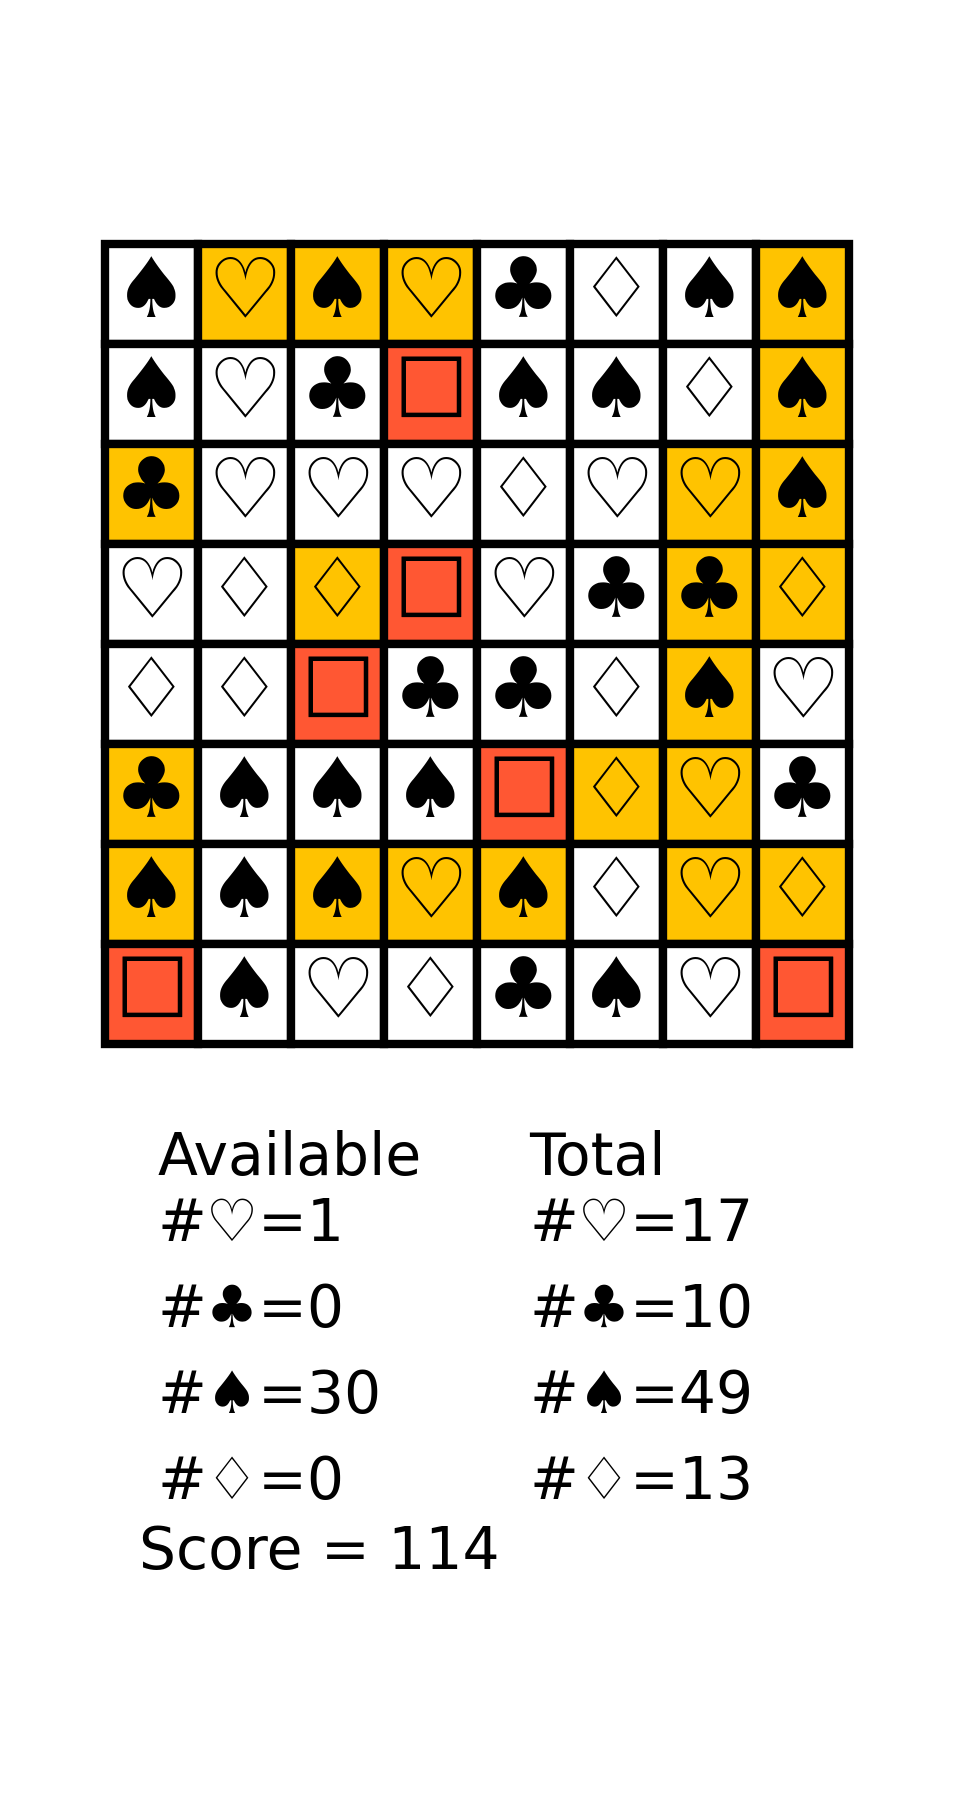 ♠ ♡ ♠ ♡ ♣ ♢ ♠ ♠
♠ ♡ ♣ □ ♠ ♠ ♢ ♠
♣ ♡ ♡ ♡ ♢ ♡ ♡ ♠
♡ ♢ ♢ □ ♡ ♣ ♣ ♢
♢ ♢ □ ♣ ♣ ♢ ♠ ♡
♣ ♠ ♠ ♠ □ ♢ ♡ ♣
♠ ♠ ♠ ♡ ♠ ♢ ♡ ♢
□ ♠ ♡ ♢ ♣ ♠ ♡ □
Available Total
#♡=1 #♡=17
#♣=0 #♣=10
#♠=30 #♠=49
#♢=0 #♢=13
Score = 114